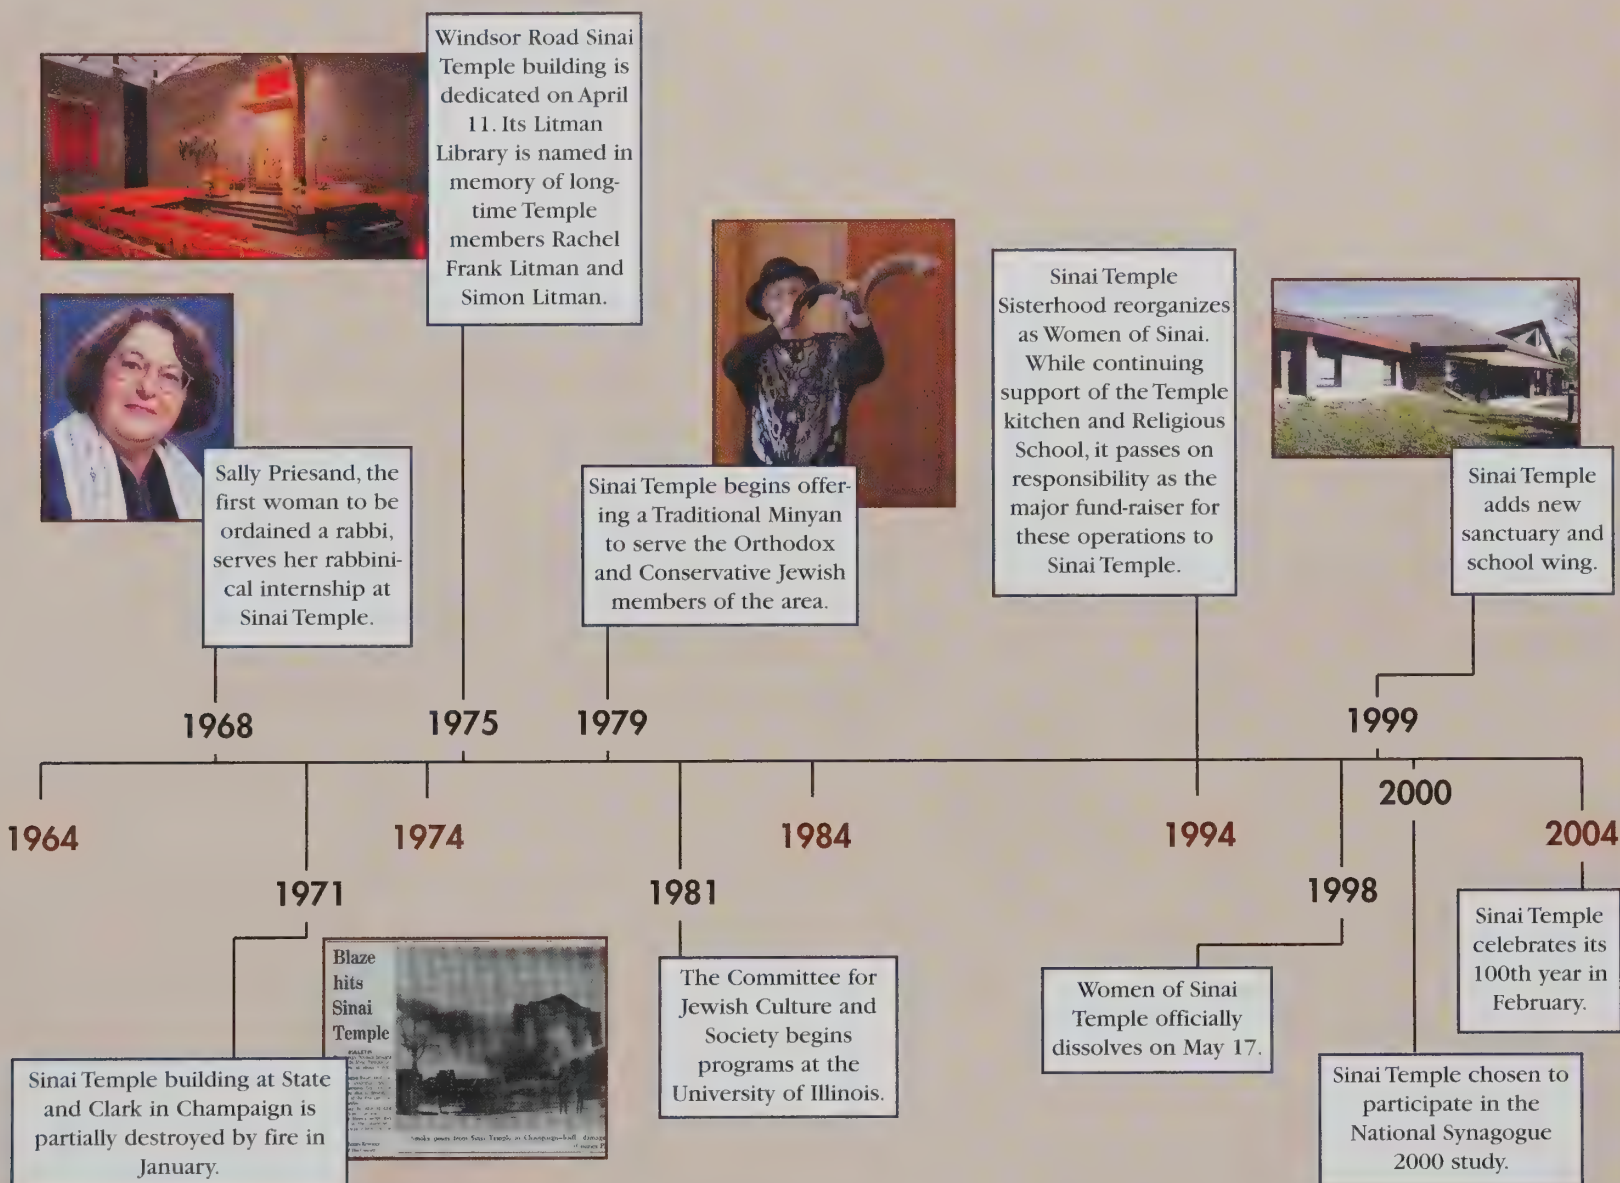 Windsor Road Sinai
Temple building is
dedicated on April
11. Its Litman
Library is named in
memory of long-
time Temple
members Rachel
Frank Litman and
Simon Litman.
Sally Priesand, the
first woman to be
ordained a rabbi,
serves her rabbini-
cal internship at
Sinai Temple.
Sinai Temple begins offer-
ing a Traditional Minyan
to serve the Orthodox
and Conservative Jewish
members of the area.
Sinai Temple
Sisterhood reorganizes
as Women of Sinai.
While continuing
support of the Temple
kitchen and Religious
School, it passes on
responsibility as the
major fund-raiser for
these operations to
Sinai Temple.
Sinai Temple
adds new
sanctuary and
school wing.
1968
1975
1979
1999
1964
1974
1984
1994
2000
2004
1971
1981
1998
Sinai Temple building at State
and Clark in Champaign is
partially destroyed by fire in
January.
Blaze
hits
Sinai
Temple
BULLETIN
Smoke pours from Sinai Temple in Champaign
The Committee for
Jewish Culture and
Society begins
programs at the
University of Illinois.
Women of Sinai
Temple officially
dissolves on May 17.
Sinai Temple chosen to
participate in the
National Synagogue
2000 study.
Sinai Temple
celebrates its
100th year in
February.